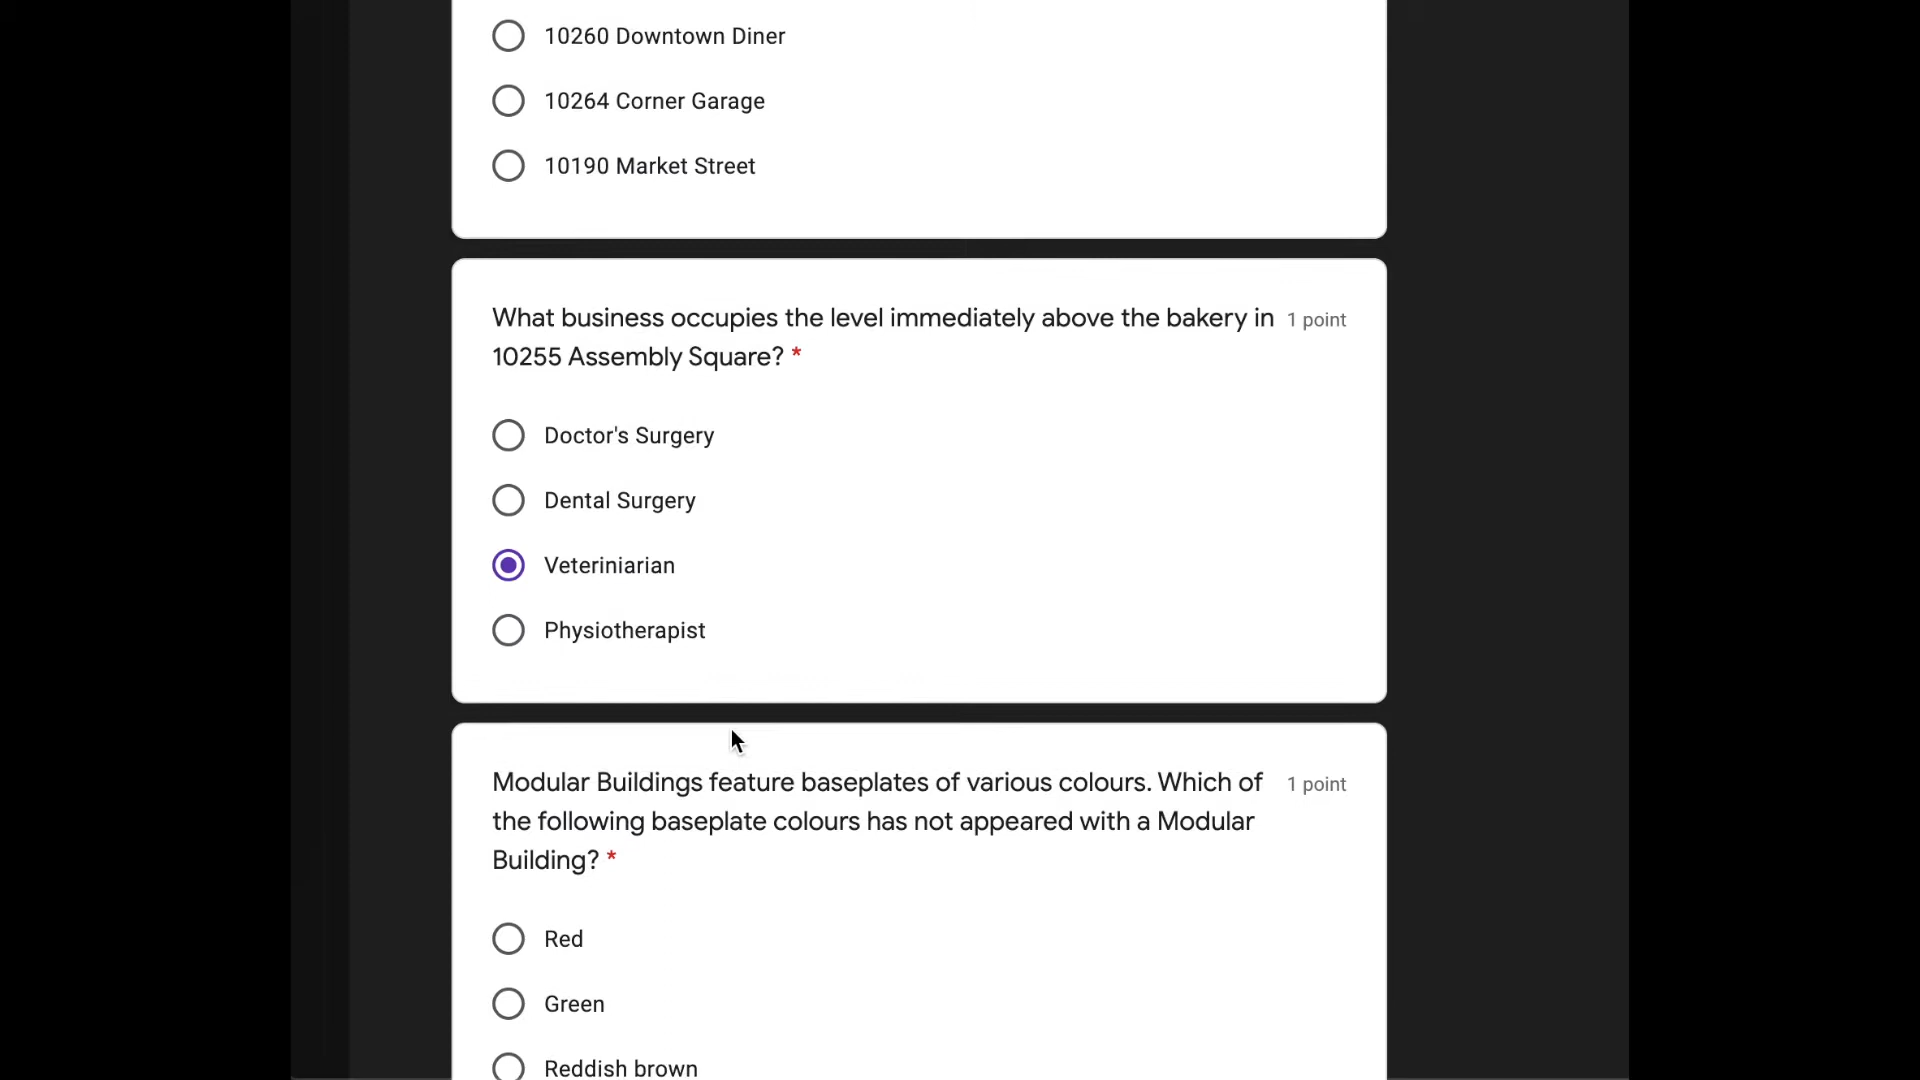 10260 Downtown Diner
10264 Corner Garage
10190 Market Street
What business occupies the level immediately above the bakery in 1 point
10255 Assembly Square? *
Doctor's Surgery
Dental Surgery
Veteriniarian
Physiotherapist
Modular Buildings feature baseplates of various colours. Which of 1 point
the following baseplate colours has not appeared with a Modular
Building? *
Red
Green
Reddish brown